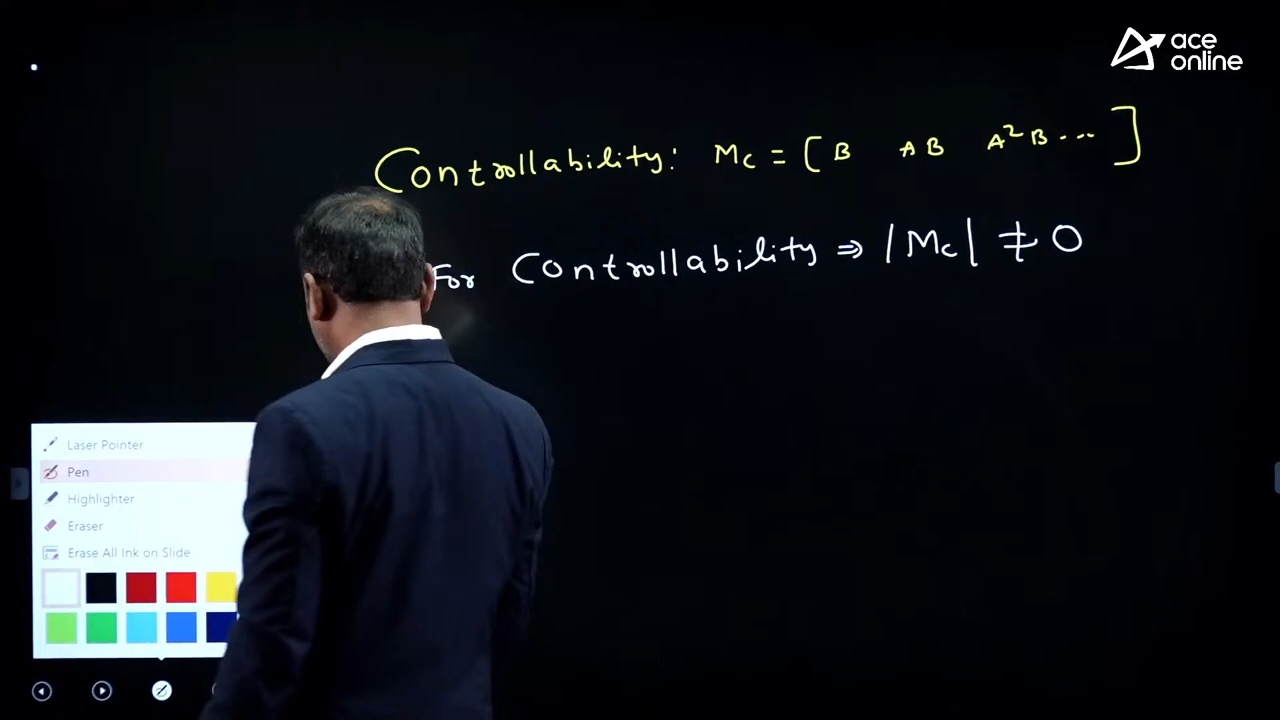 ace
online
Controllability: Mc = [ B AB A²B --- ]
For Controllability ⇒ |Mc| ≠ 0
Laser Pointer
Pen
Highlighter
Eraser
Erase All Ink on Slide